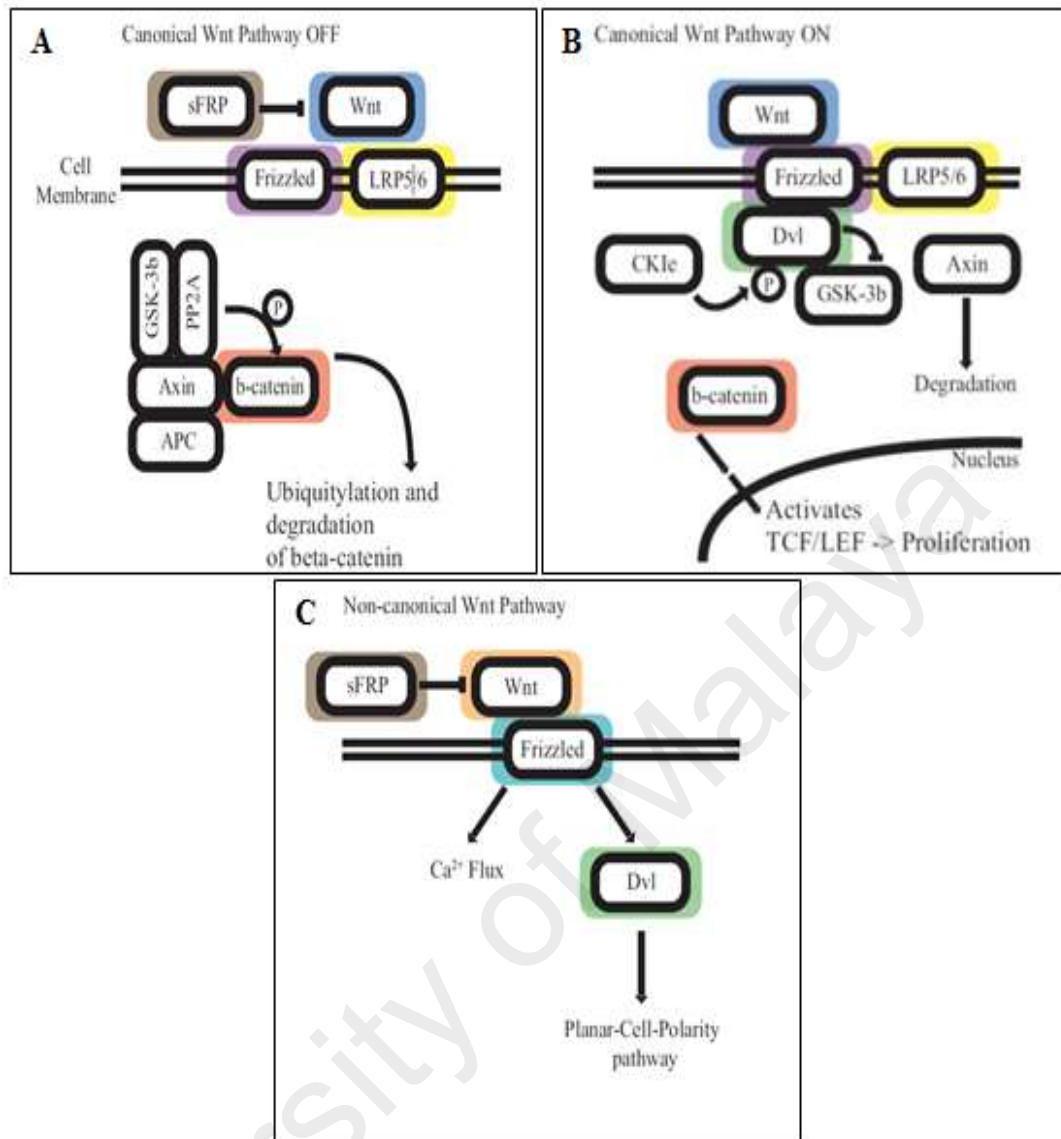 A Canonical Wnt Pathway OFF
sFRP
Wnt
Cell
Membrane
Frizzled
LRP5/6
GSK-3b
PP2A
P
Axin
b-catenin
APC
Ubiquitylation and
degradation
of beta-catenin
B Canonical Wnt Pathway ON
Wnt
Frizzled
LRP5/6
Dvl
CKIe
P
GSK-3b
Axin
Degradation
b-catenin
Nucleus
Activates
TCF/LEF -> Proliferation
C Non-canonical Wnt Pathway
sFRP
Wnt
Frizzled
Ca²⁺ Flux
Dvl
Planar-Cell-Polarity
pathway
sity of Malaya